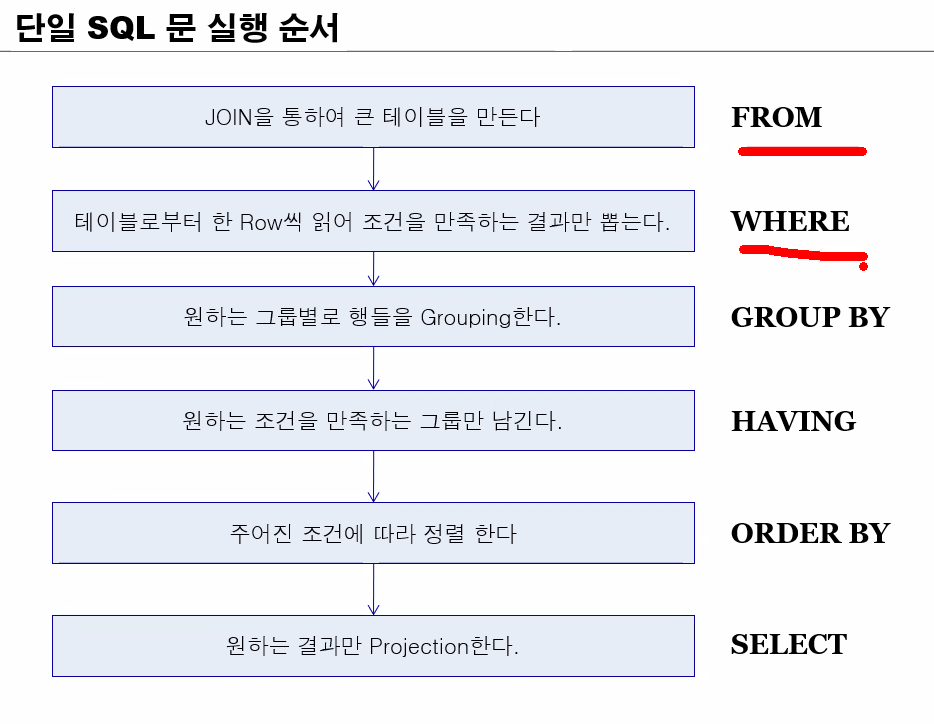 단일 SQL 문 실행 순서
JOIN을 통하여 큰 테이블을 만든다
FROM
테이블로부터 한 Row씩 읽어 조건을 만족하는 결과만 뽑는다.
WHERE
원하는 그룹별로 행들을 Grouping한다.
GROUP BY
원하는 조건을 만족하는 그룹만 남긴다.
HAVING
주어진 조건에 따라 정렬 한다
ORDER BY
원하는 결과만 Projection한다.
SELECT